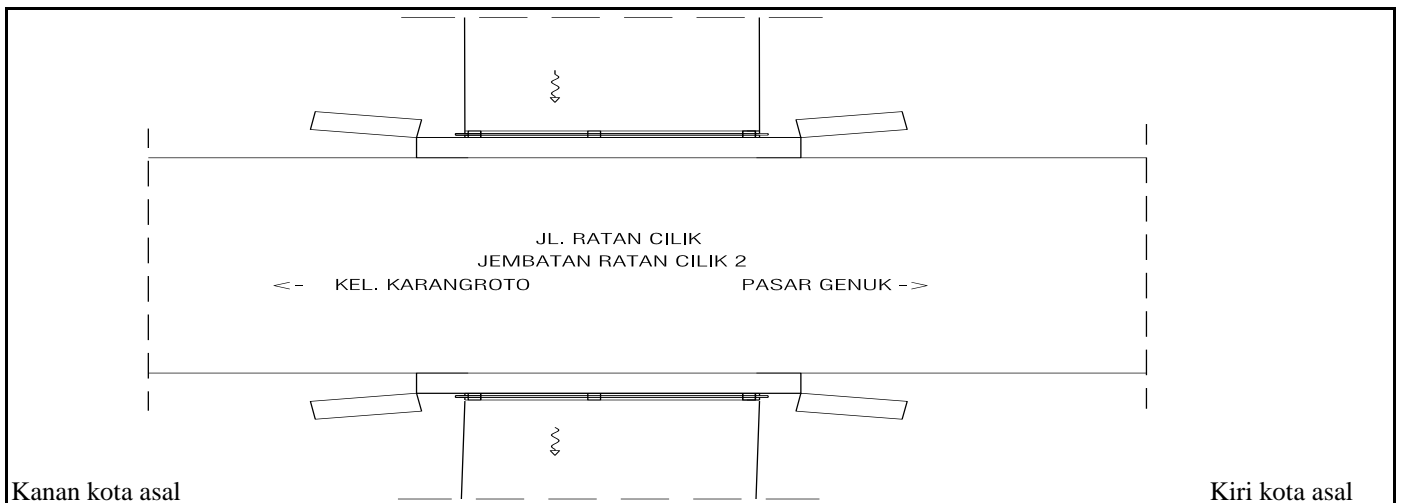 JL. RATAN CILIK
JEMBATAN RATAN CILIK 2
<- KEL. KARANGROTO PASAR GENUK ->
Kanan kota asal Kiri kota asal